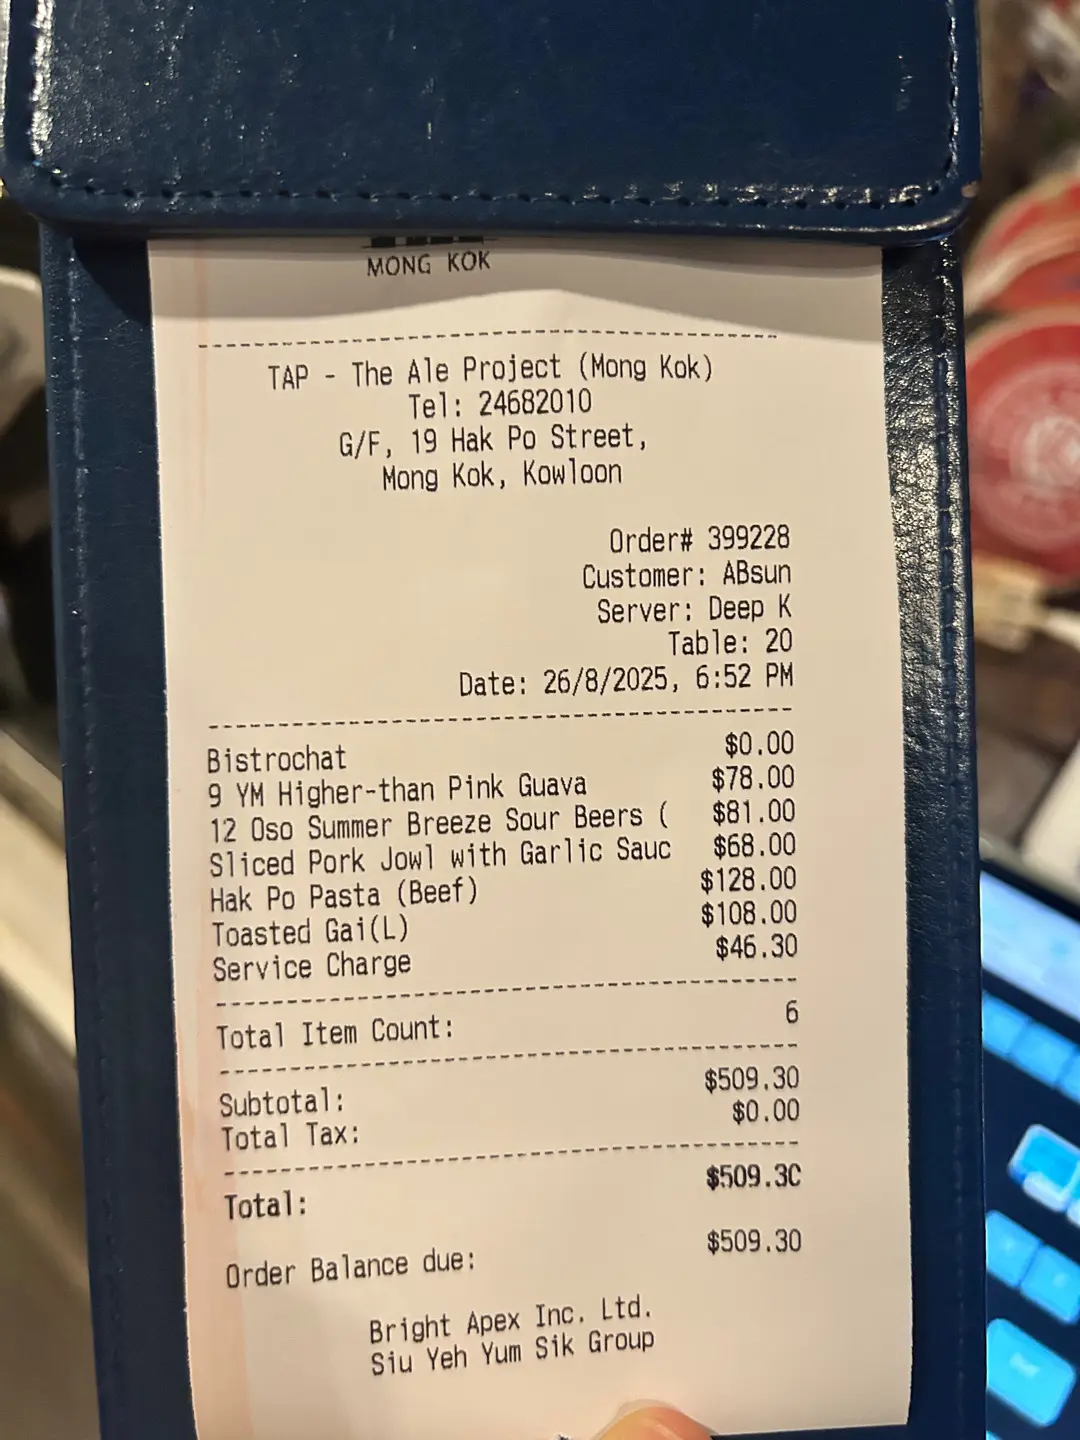 MONG KOK
TAP - The Ale Project (Mong Kok)
Tel: 24682010
G/F, 19 Hak Po Street,
Mong Kok, Kowloon
Order# 399228
Customer: ABsun
Server: Deep K
Table: 20
Date: 26/8/2025, 6:52 PM
Bistrochat $0.00
9 YM Higher-than Pink Guava $78.00
12 Oso Summer Breeze Sour Beers ( $81.00
Sliced Pork Jowl with Garlic Sauc $68.00
Hak Po Pasta (Beef) $128.00
Toasted Gai(L) $108.00
Service Charge $46.30
Total Item Count: 6
Subtotal: $509.30
Total Tax: $0.00
Total: $509.30
Order Balance due: $509.30
Bright Apex Inc. Ltd.
Siu Yeh Yum Sik Group